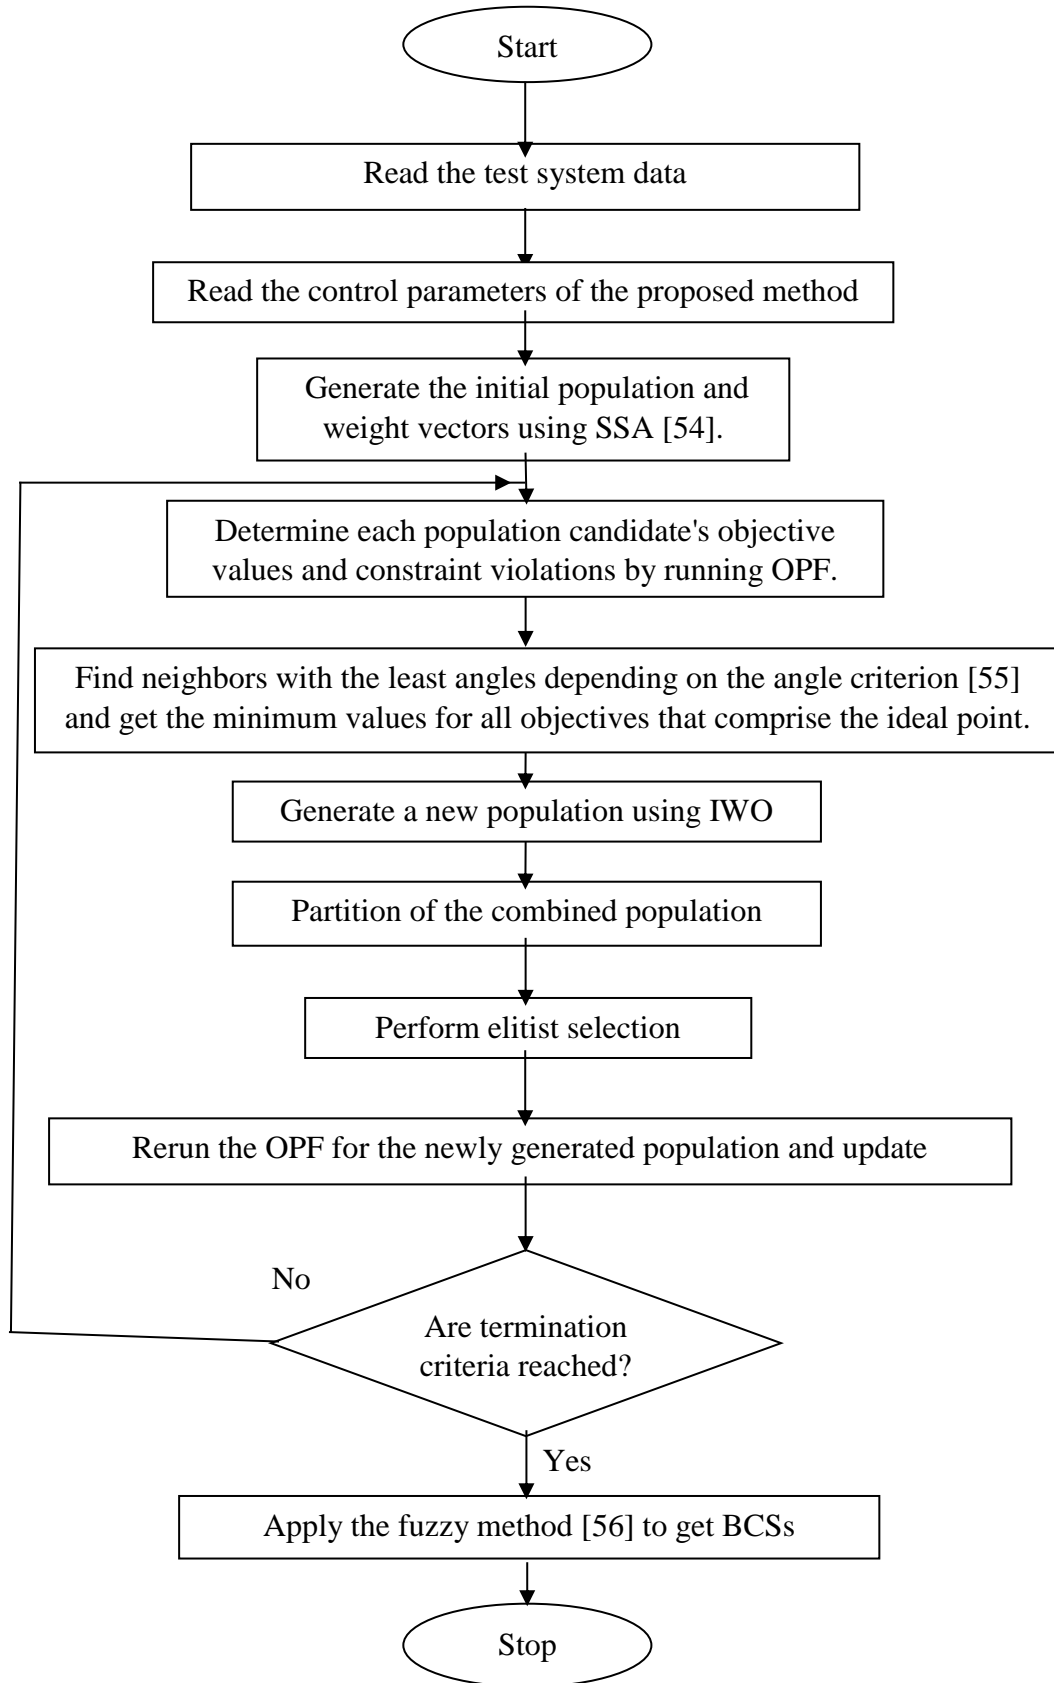 Start
Read the test system data
Read the control parameters of the proposed method
Generate the initial population and
weight vectors using SSA [54].
Determine each population candidate's objective
values and constraint violations by running OPF.
Find neighbors with the least angles depending on the angle criterion [55]
and get the minimum values for all objectives that comprise the ideal point.
Generate a new population using IWO
Partition of the combined population
Perform elitist selection
Rerun the OPF for the newly generated population and update
No
Are termination
criteria reached?
Yes
Apply the fuzzy method [56] to get BCSs
Stop